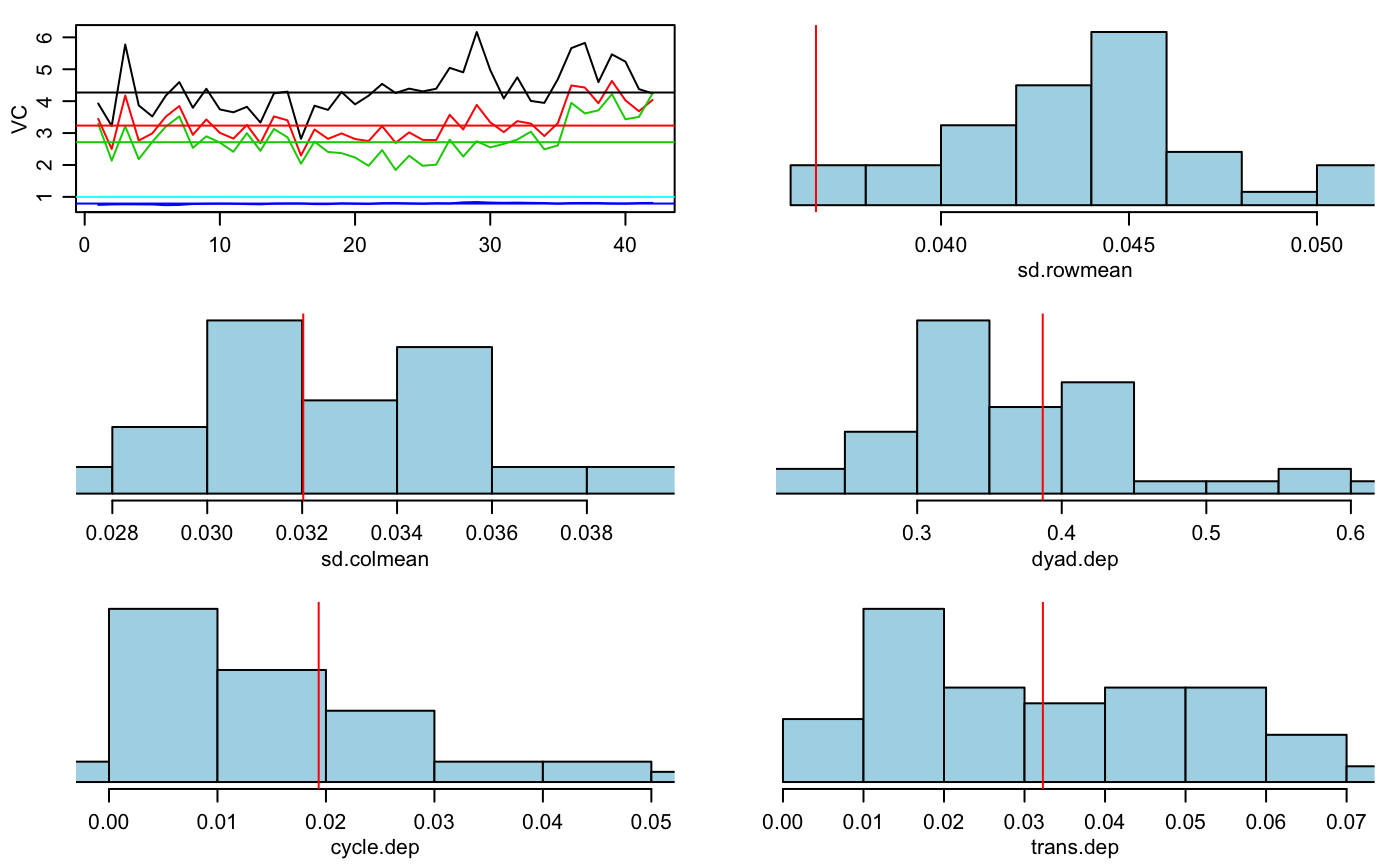 VC
6
5
4
3
2
1
0 10 20 30 40
0.040 0.045 0.050
sd.rowmean
0.028 0.030 0.032 0.034 0.036 0.038
sd.colmean
0.3 0.4 0.5 0.6
dyad.dep
0.00 0.01 0.02 0.03 0.04 0.05
cycle.dep
0.00 0.01 0.02 0.03 0.04 0.05 0.06 0.07
trans.dep